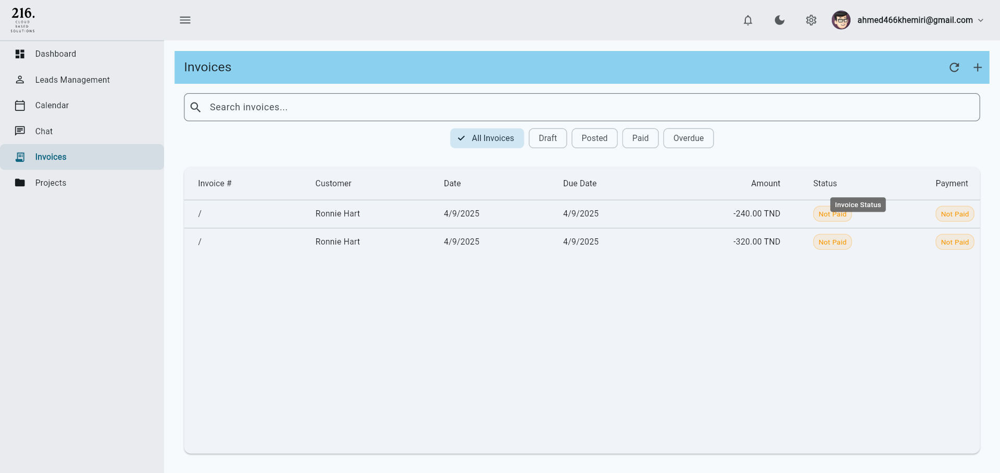 216.
CLOUD
BASED
SOLUTIONS
ahmed466khemiri@gmail.com
Dashboard
Leads Management
Calendar
Chat
Invoices
Projects
Invoices
Search invoices...
All Invoices Draft Posted Paid Overdue
Invoice # Customer Date Due Date Amount Status Payment
Invoice Status
/ Ronnie Hart 4/9/2025 4/9/2025 -240.00 TND Not Paid Not Paid
/ Ronnie Hart 4/9/2025 4/9/2025 -320.00 TND Not Paid Not Paid